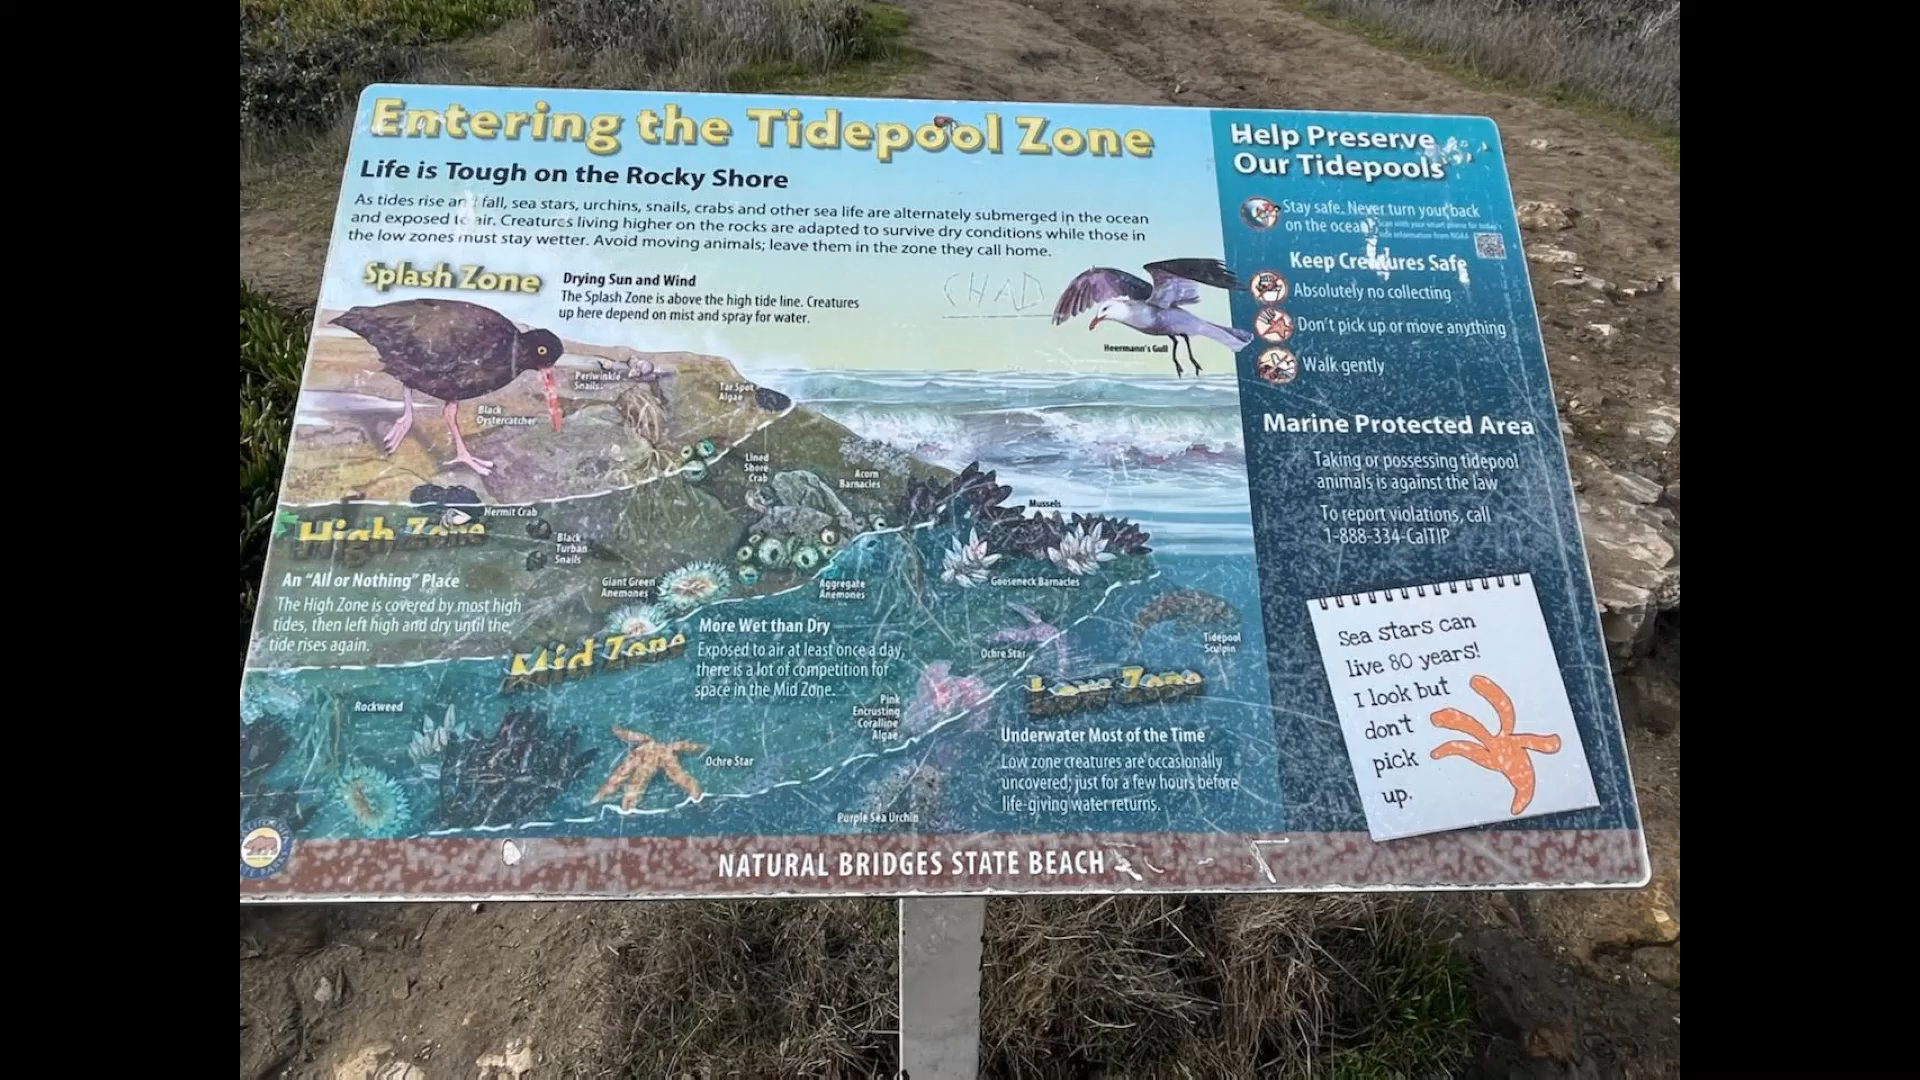 Entering the Tidepool Zone
Life is Tough on the Rocky Shore
As tides rise and fall, sea stars, urchins, snails, crabs and other sea life are alternately submerged in the ocean
and exposed to air. Creatures living higher on the rocks are adapted to survive dry conditions while those in
the low zones must stay wetter. Avoid moving animals; leave them in the zone they call home.
Splash Zone
Drying Sun and Wind
The Splash Zone is above the high tide line. Creatures
up here depend on mist and spray for water.
CHAD
Heermann's Gull
Periwinkle
Snails
Black
Oystercatcher
Tar Spot
Algae
Lined
Shore
Crab
Acorn
Barnacles
Mussels
Hermit Crab
High Zone
Black
Turban
Snails
An "All or Nothing" Place
The High Zone is covered by most high
tides, then left high and dry until the
tide rises again.
Giant Green
Anemones
Aggregate
Anemones
Gooseneck Barnacles
Mid Zone
More Wet than Dry
Exposed to air at least once a day,
there is a lot of competition for
space in the Mid Zone.
Ochre Star
Tidepool
Sculpin
Rockweed
Pink
Encrusting
Coralline
Algae
Ochre Star
Purple Sea Urchin
Low Zone
Underwater Most of the Time
Low zone creatures are occasionally
uncovered; just for a few hours before
life-giving water returns.
Help Preserve
Our Tidepools
Stay safe. Never turn your back
on the ocean
scan with your smart phone for today's
tide information from NOAA
Keep Creatures Safe
Absolutely no collecting
Don't pick up or move anything
Walk gently
Marine Protected Area
Taking or possessing tidepool
animals is against the law
To report violations, call
1-888-334-CalTIP
Sea stars can
live 80 years!
I look but
don't
pick
up.
NATURAL BRIDGES STATE BEACH